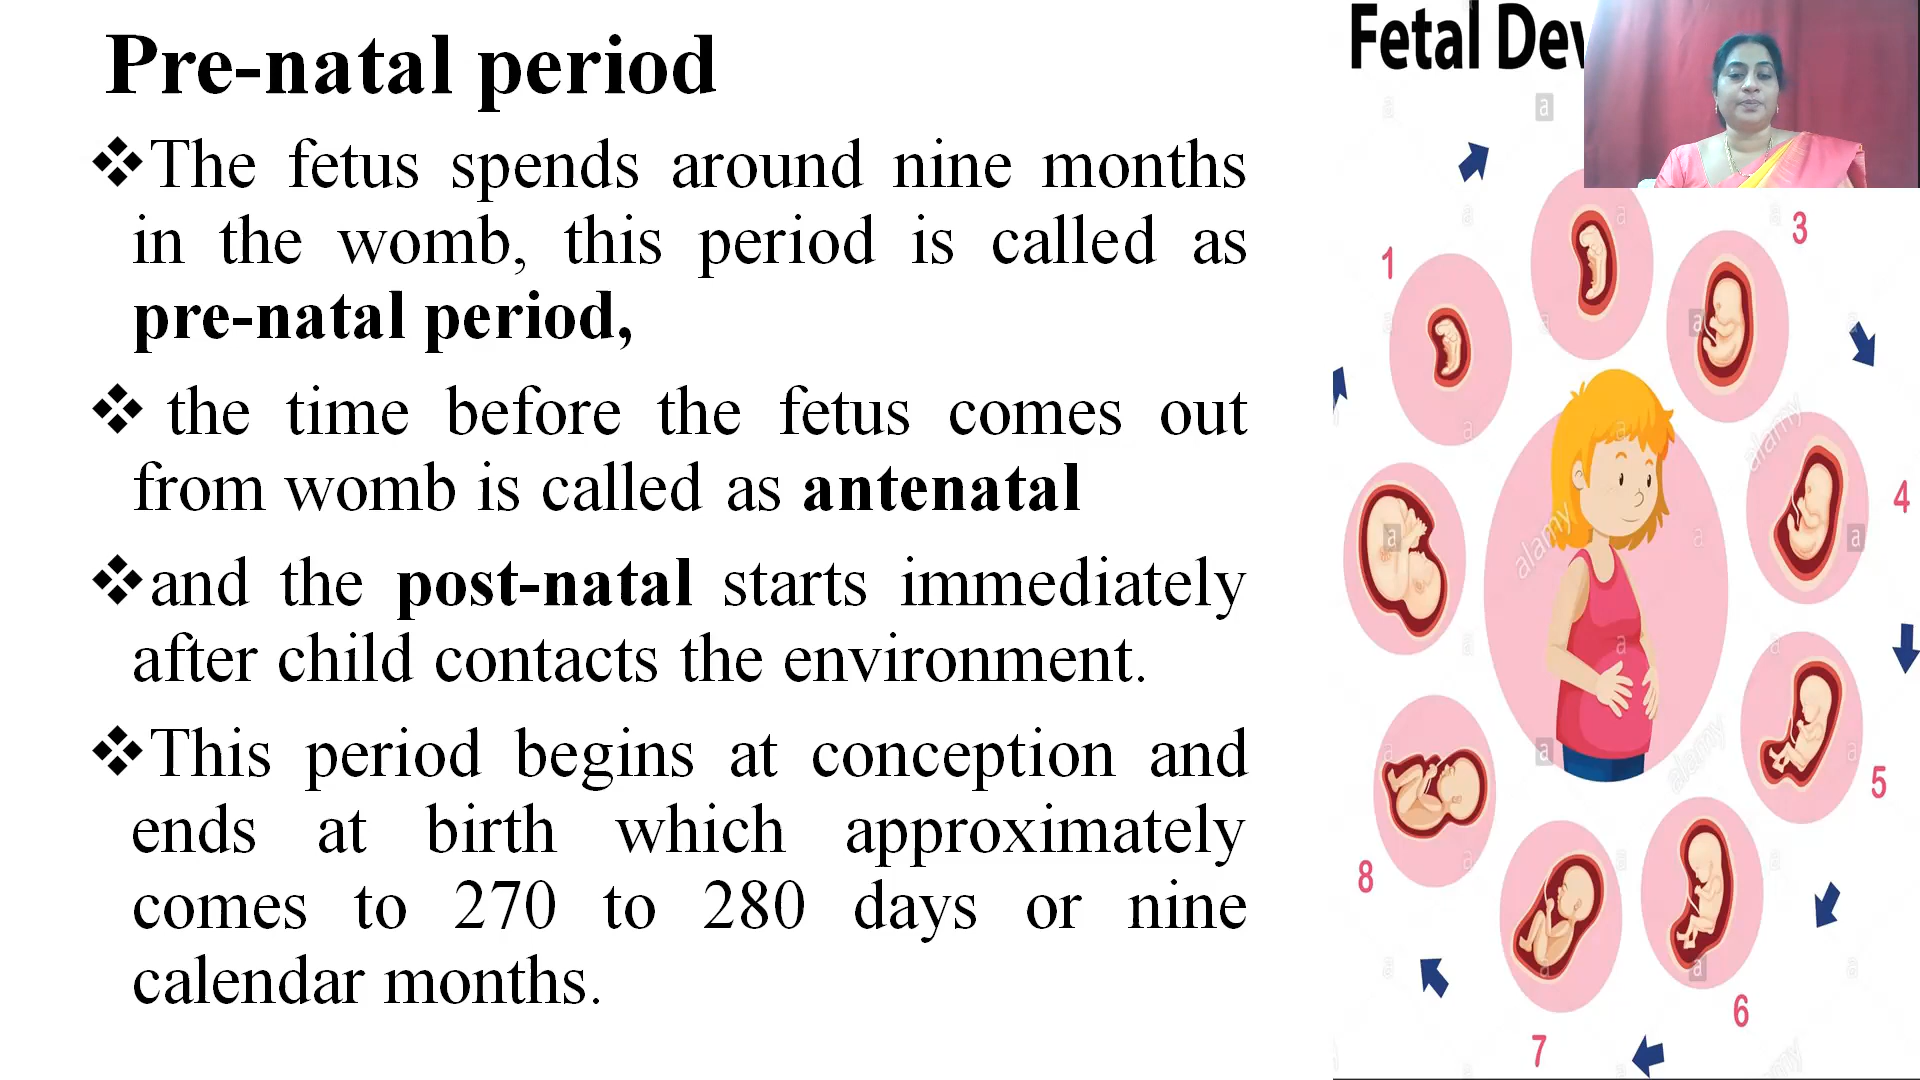 Pre-natal period
❖The fetus spends around nine months
in the womb, this period is called as
pre-natal period,
❖ the time before the fetus comes out
from womb is called as antenatal
❖and the post-natal starts immediately
after child contacts the environment.
❖This period begins at conception and
ends at birth which approximately
comes to 270 to 280 days or nine
calendar months.
Fetal Dev
1
3
4
5
6
7
8
alamy
alamy
alamy